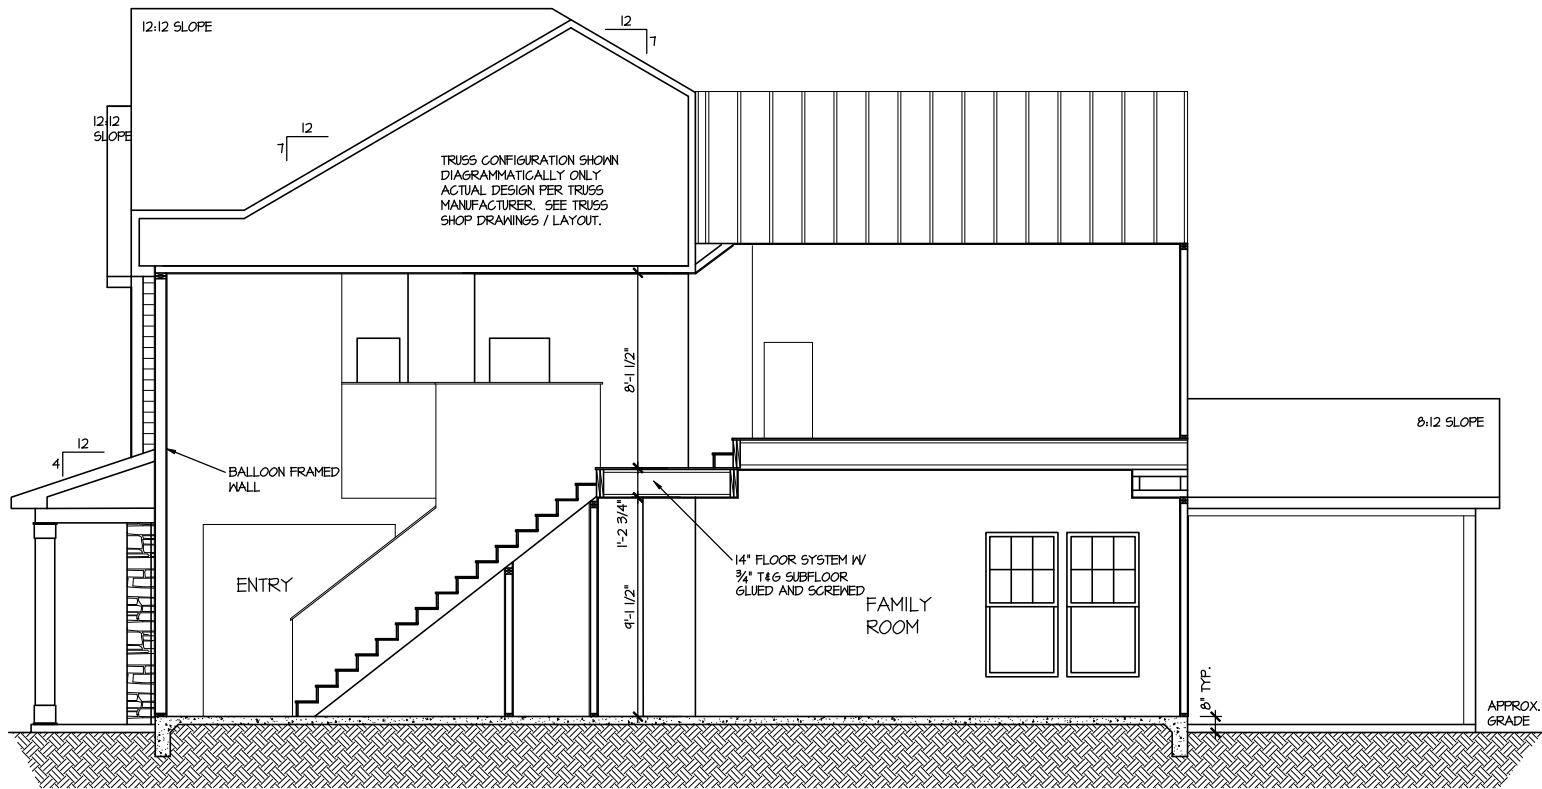 12:12 SLOPE
12
7
12:12
SLOPE
12
7
TRUSS CONFIGURATION SHOWN
DIAGRAMMATICALLY ONLY
ACTUAL DESIGN PER TRUSS
MANUFACTURER. SEE TRUSS
SHOP DRAWINGS / LAYOUT.
8'-1 1/2"
8:12 SLOPE
12
4
BALLOON FRAMED
WALL
1'-2 3/4"
14" FLOOR SYSTEM W/
3/4" T&G SUBFLOOR
GLUED AND SCREWED
ENTRY
9'-1 1/2"
FAMILY
ROOM
8" TYP.
APPROX.
GRADE